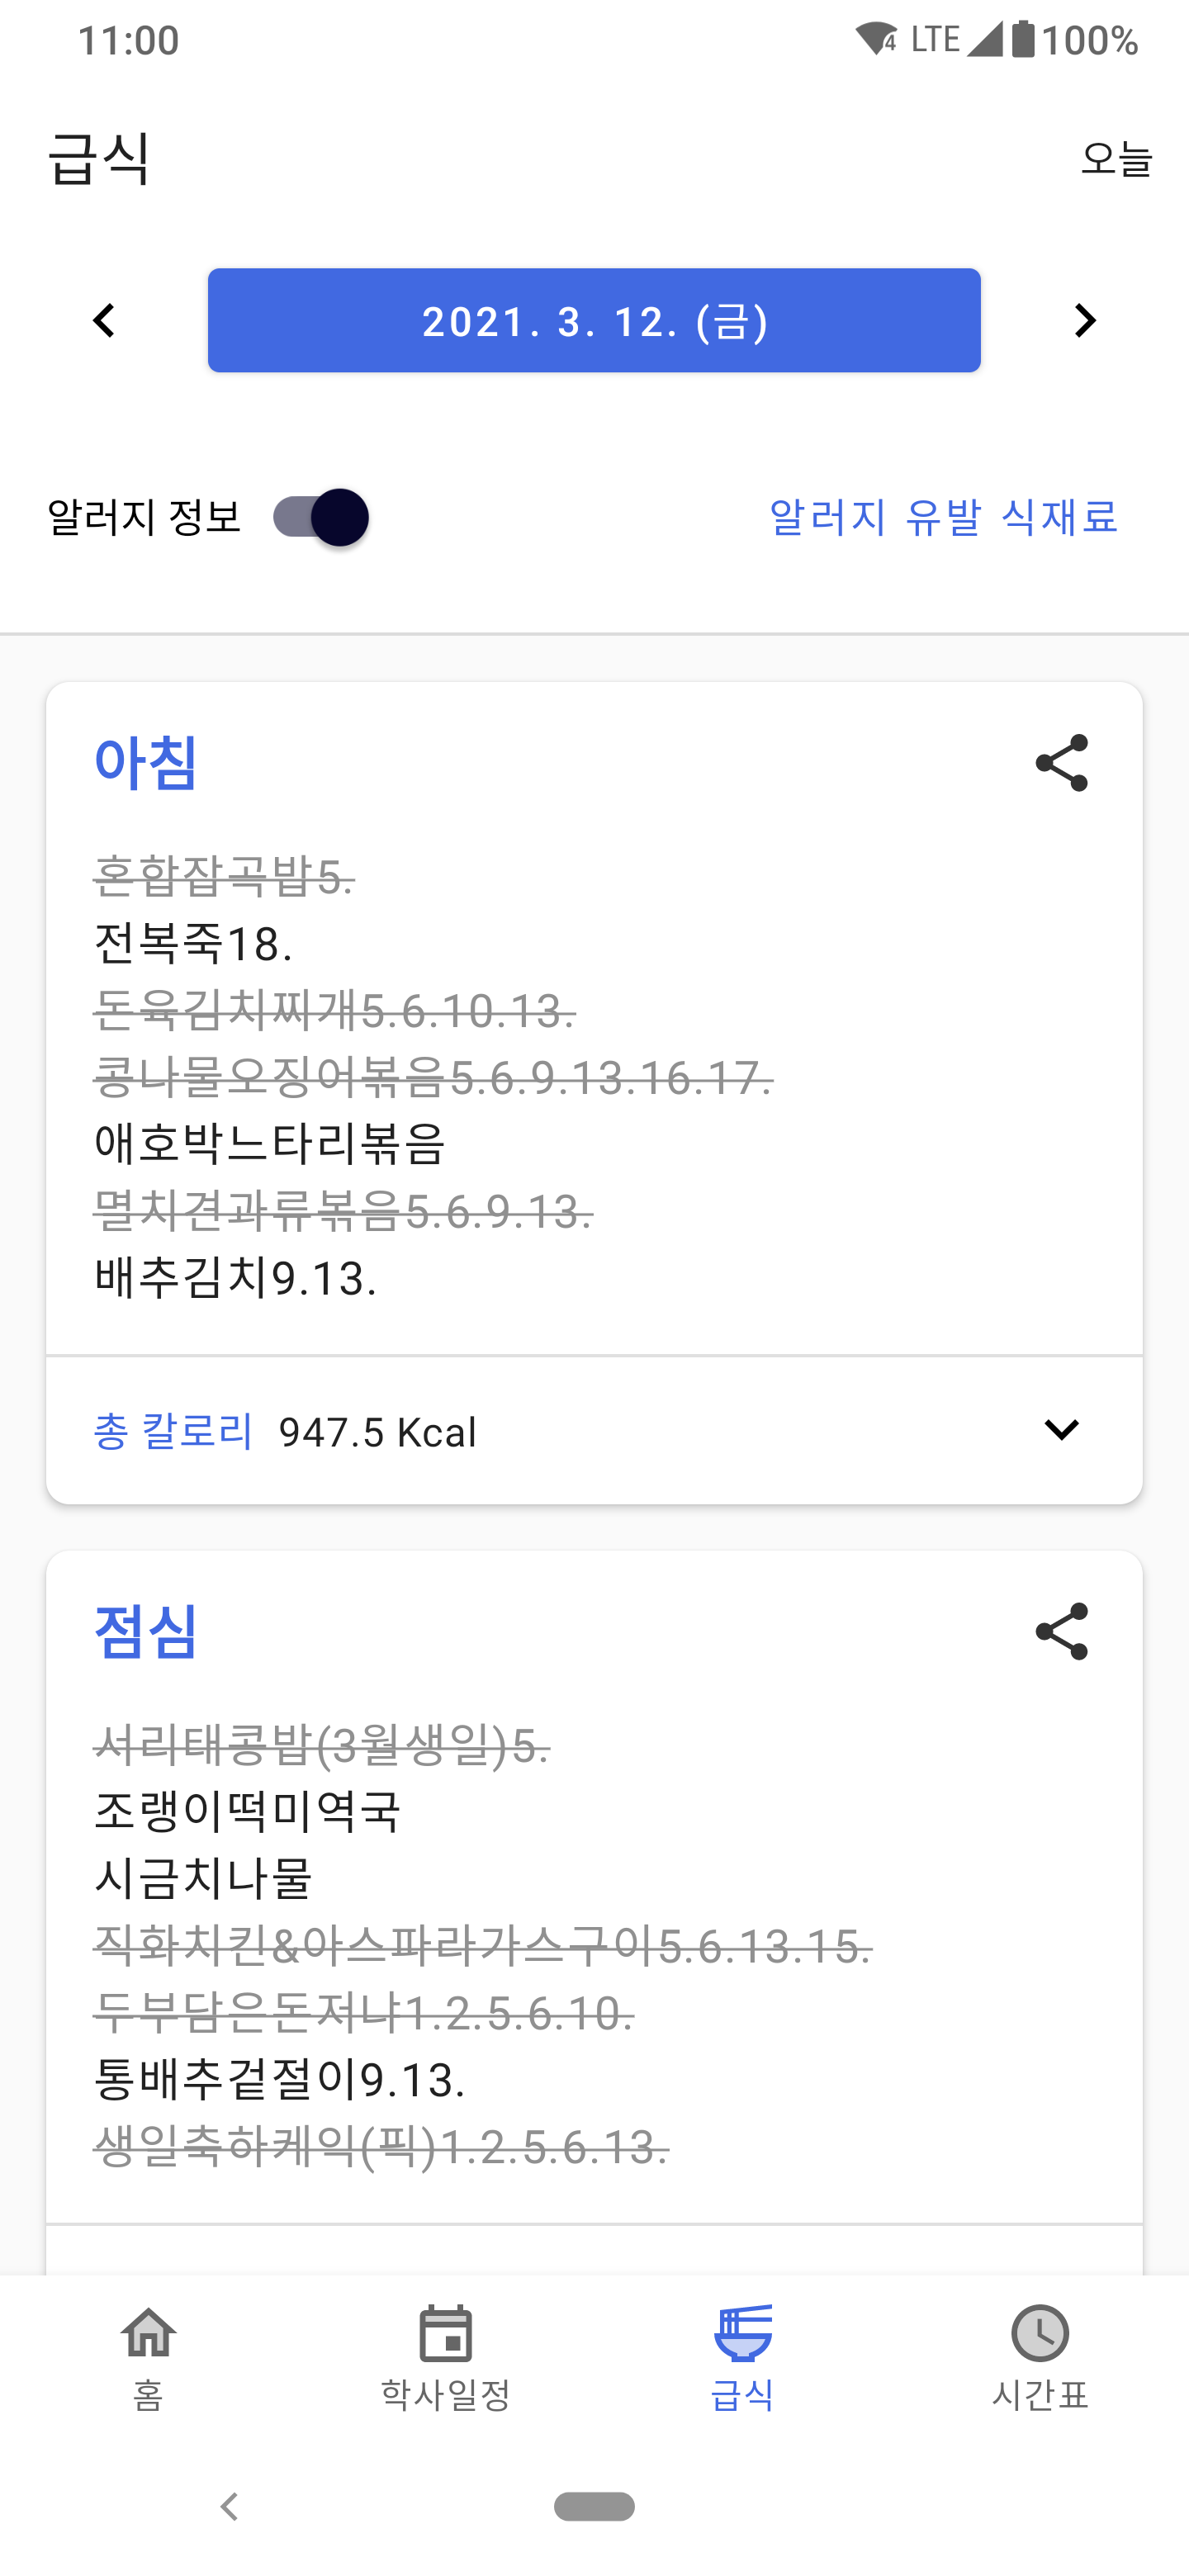 11:00
4 LTE 100%
급식
오늘
2021. 3. 12. (금)
알러지 정보
알러지 유발 식재료
아침
혼합잡곡밥5.
전복죽18.
돈육김치찌개5.6.10.13.
콩나물오징어볶음5.6.9.13.16.17.
애호박느타리볶음
멸치견과류볶음5.6.9.13.
배추김치9.13.
총 칼로리 947.5 Kcal
점심
서리태콩밥(3월생일)5.
조랭이떡미역국
시금치나물
직화치킨&아스파라가스구이5.6.13.15.
두부담은돈저냐1.2.5.6.10.
통배추겉절이9.13.
생일축하케익(픽)1.2.5.6.13.
홈
학사일정
급식
시간표